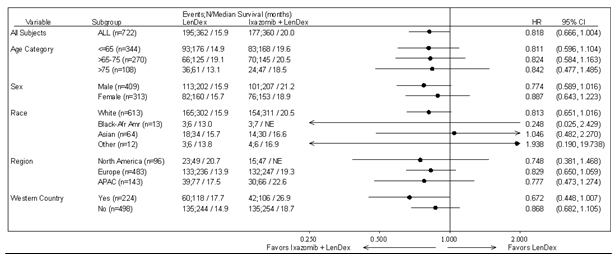 Events;N/Median Survival (months)
Variable Subgroup LenDex Ixazomib + LenDex HR 95% CI
All Subjects ALL (n=722) 195;362 / 15.9 177;360 / 20.0 0.818 (0.666, 1.004)
Age Category <=65 (n=344) 93;176 / 14.9 83;168 / 19.6 0.811 (0.596, 1.104)
>65-75 (n=270) 66;125 / 19.1 70;145 / 20.5 0.824 (0.584, 1.163)
>75 (n=108) 36;61 / 13.1 24;47 / 18.5 0.842 (0.477, 1.485)
Sex Male (n=409) 113;202 / 15.9 101;207 / 21.2 0.774 (0.589, 1.016)
Female (n=313) 82;160 / 15.7 76;153 / 18.9 0.887 (0.643, 1.223)
Race White (n=613) 165;302 / 15.9 154;311 / 20.5 0.813 (0.651, 1.016)
Black-Afr Amr (n=13) 3;6 / 13.0 3;7 / NE 0.248 (0.025, 2.429)
Asian (n=64) 18;34 / 15.7 14;30 / 16.6 1.046 (0.482, 2.270)
Other (n=12) 3;6 / 13.8 4;6 / 16.9 1.938 (0.190, 19.738)
Region North America (n=96) 23;49 / 20.7 15;47 / NE 0.748 (0.381, 1.468)
Europe (n=483) 133;236 / 13.9 132;247 / 19.3 0.829 (0.650, 1.059)
APAC (n=143) 39;77 / 17.5 30;66 / 22.6 0.777 (0.473, 1.274)
Western Country Yes (n=224) 60;118 / 17.7 42;106 / 26.9 0.672 (0.448, 1.007)
No (n=498) 135;244 / 14.9 135;254 / 18.7 0.868 (0.682, 1.105)
0.250 0.500 1.000 2.000
Favors Ixazomib + LenDex Favors LenDex